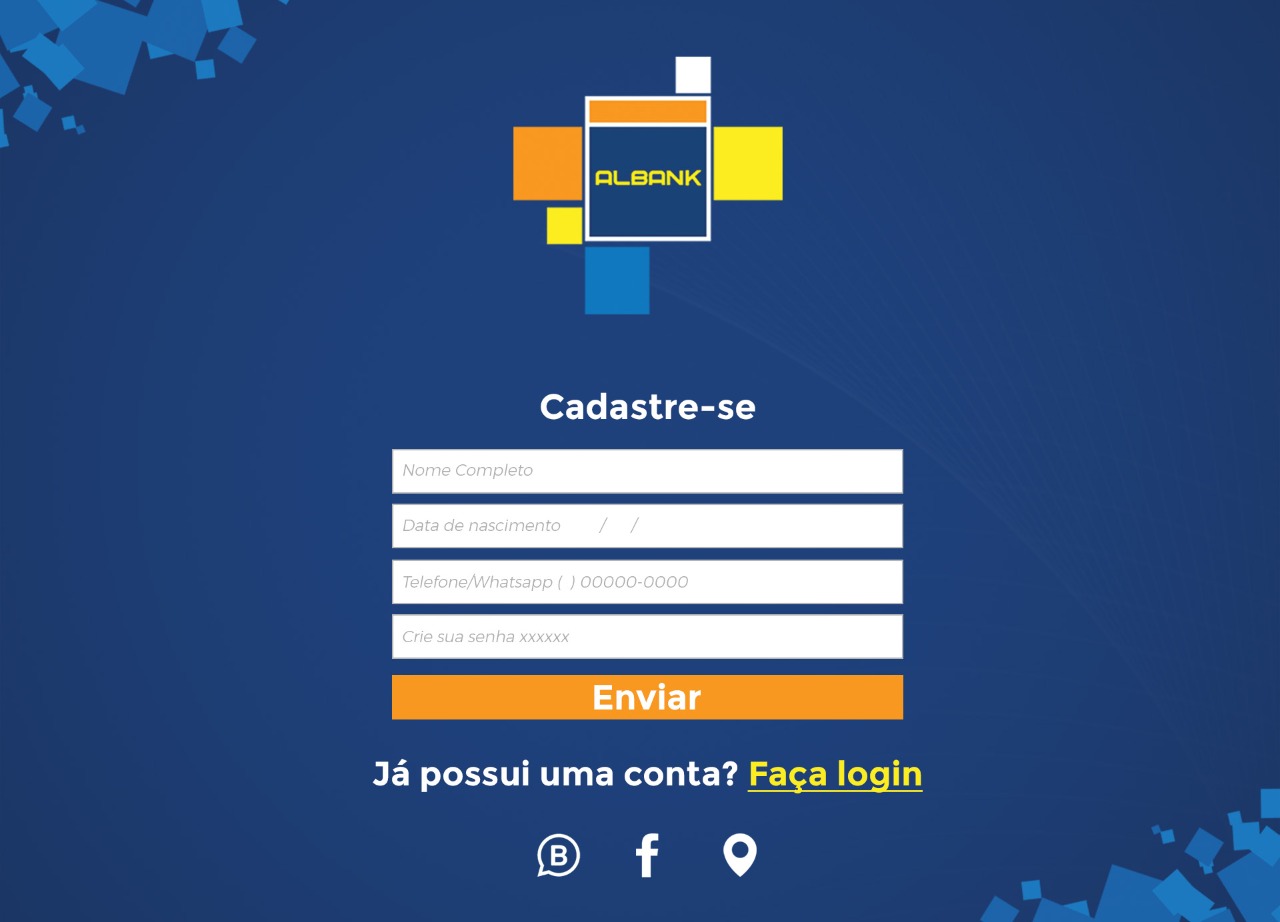 ALBANK
Cadastre-se
Nome Completo
Data de nascimento / /
Telefone/Whatsapp ( ) 00000-0000
Crie sua senha xxxxxx
Enviar
Já possui uma conta? Faça login
B
f